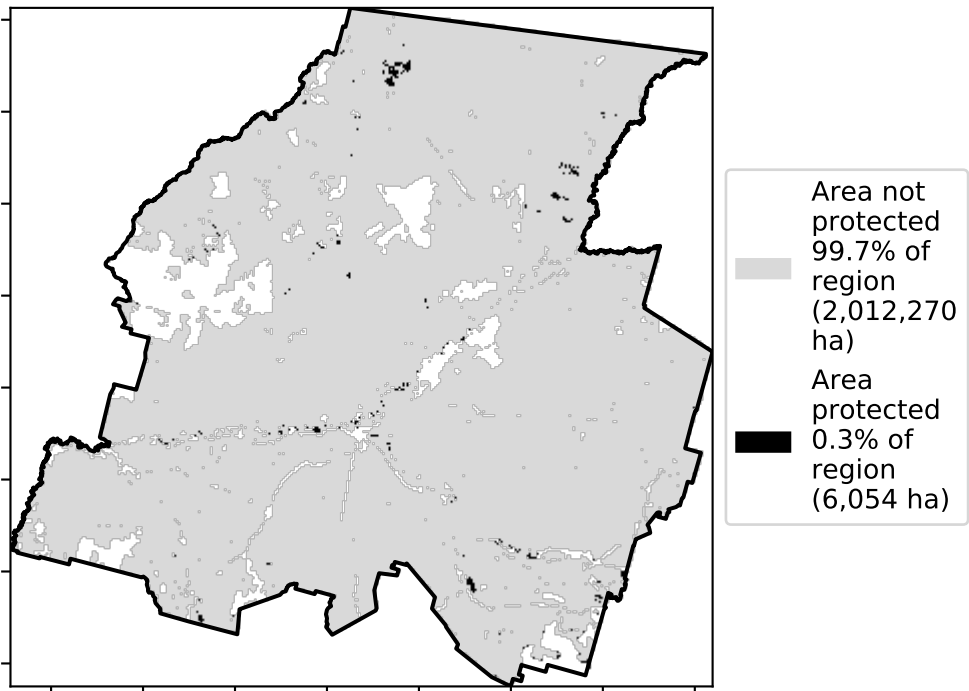 Area not
protected
99.7% of
region
(2,012,270
ha)
Area
protected
0.3% of
region
(6,054 ha)